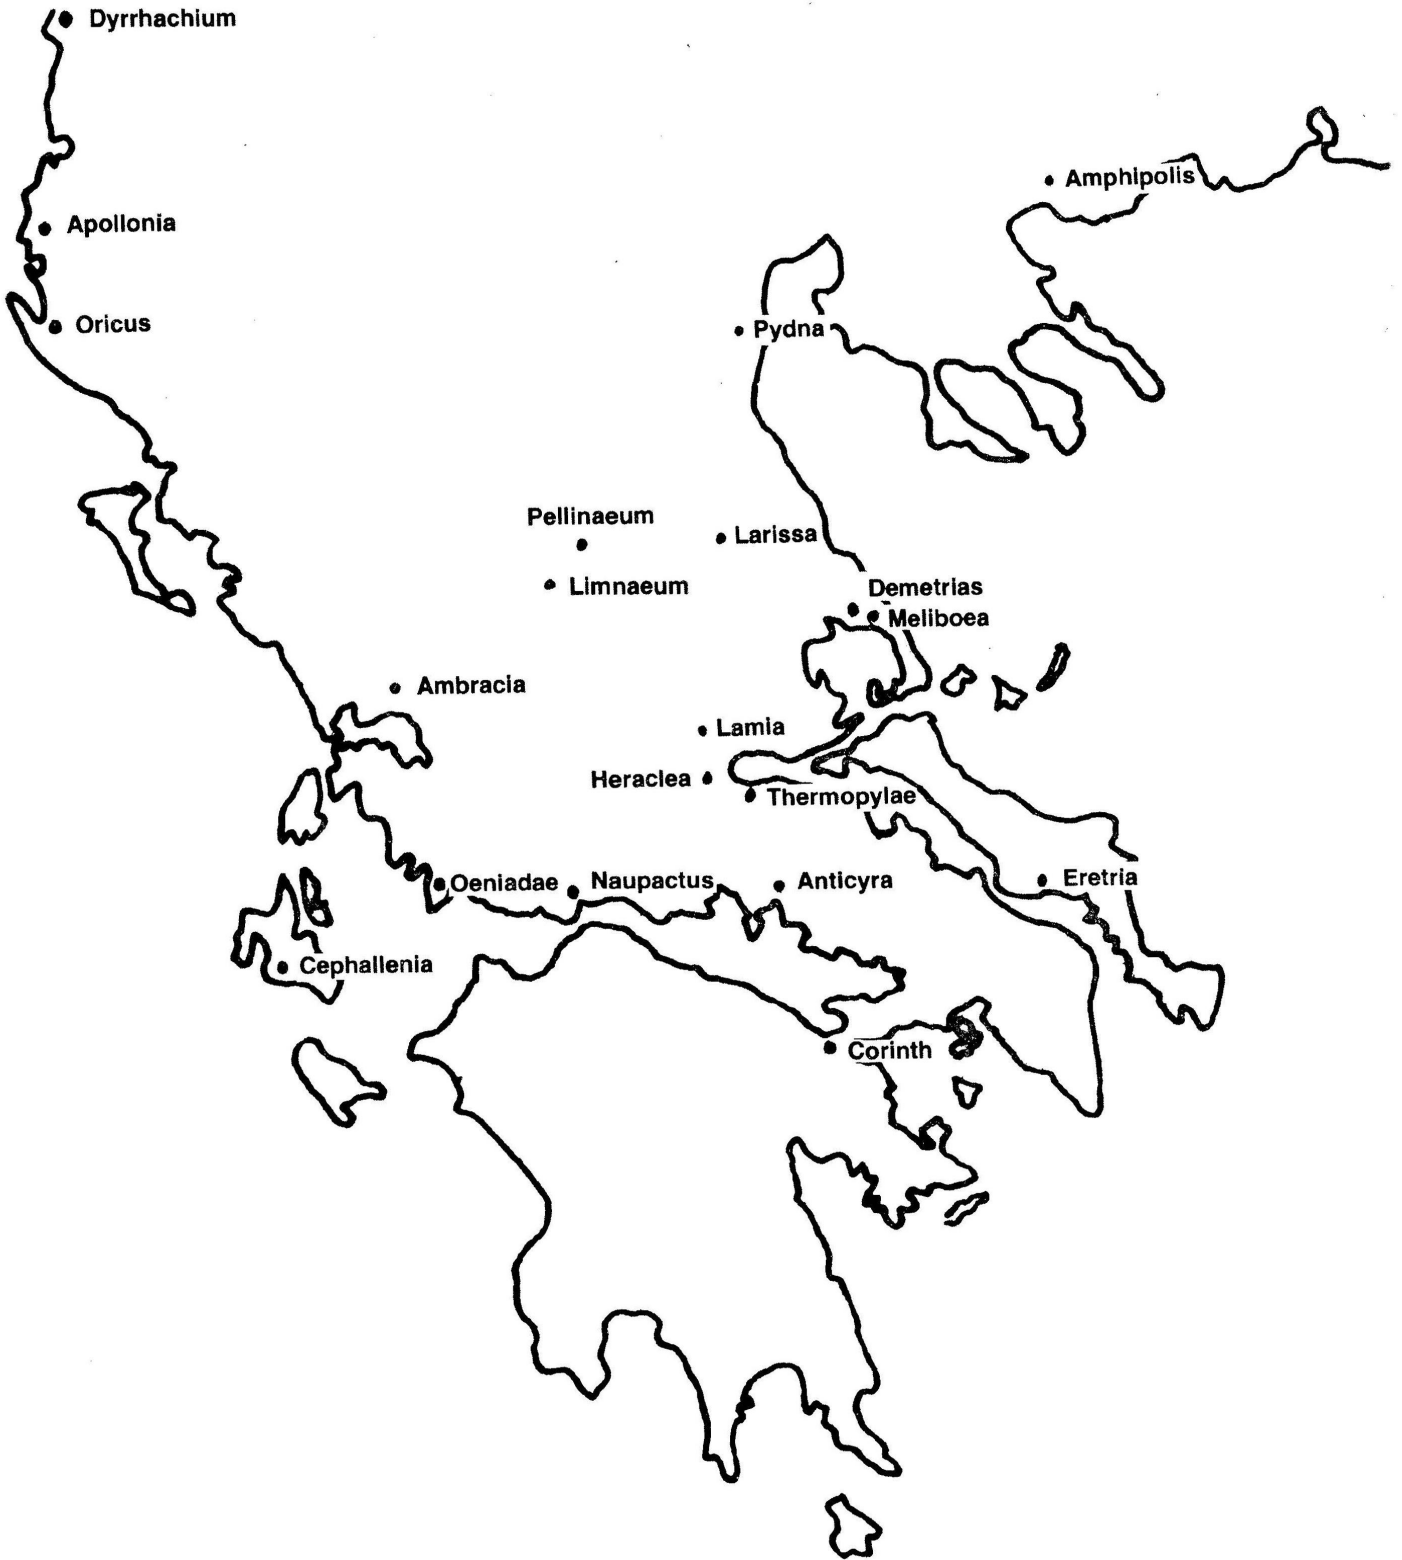 Dyrrhachium
Amphipolis
Apollonia
Oricus
Pydna
Pellinaeum
Larissa
Limnaeum
Demetrias
Meliboea
Ambracia
Lamia
Heraclea
Thermopylae
Oeniadae
Naupactus
Anticyra
Eretria
Cephallenia
Corinth